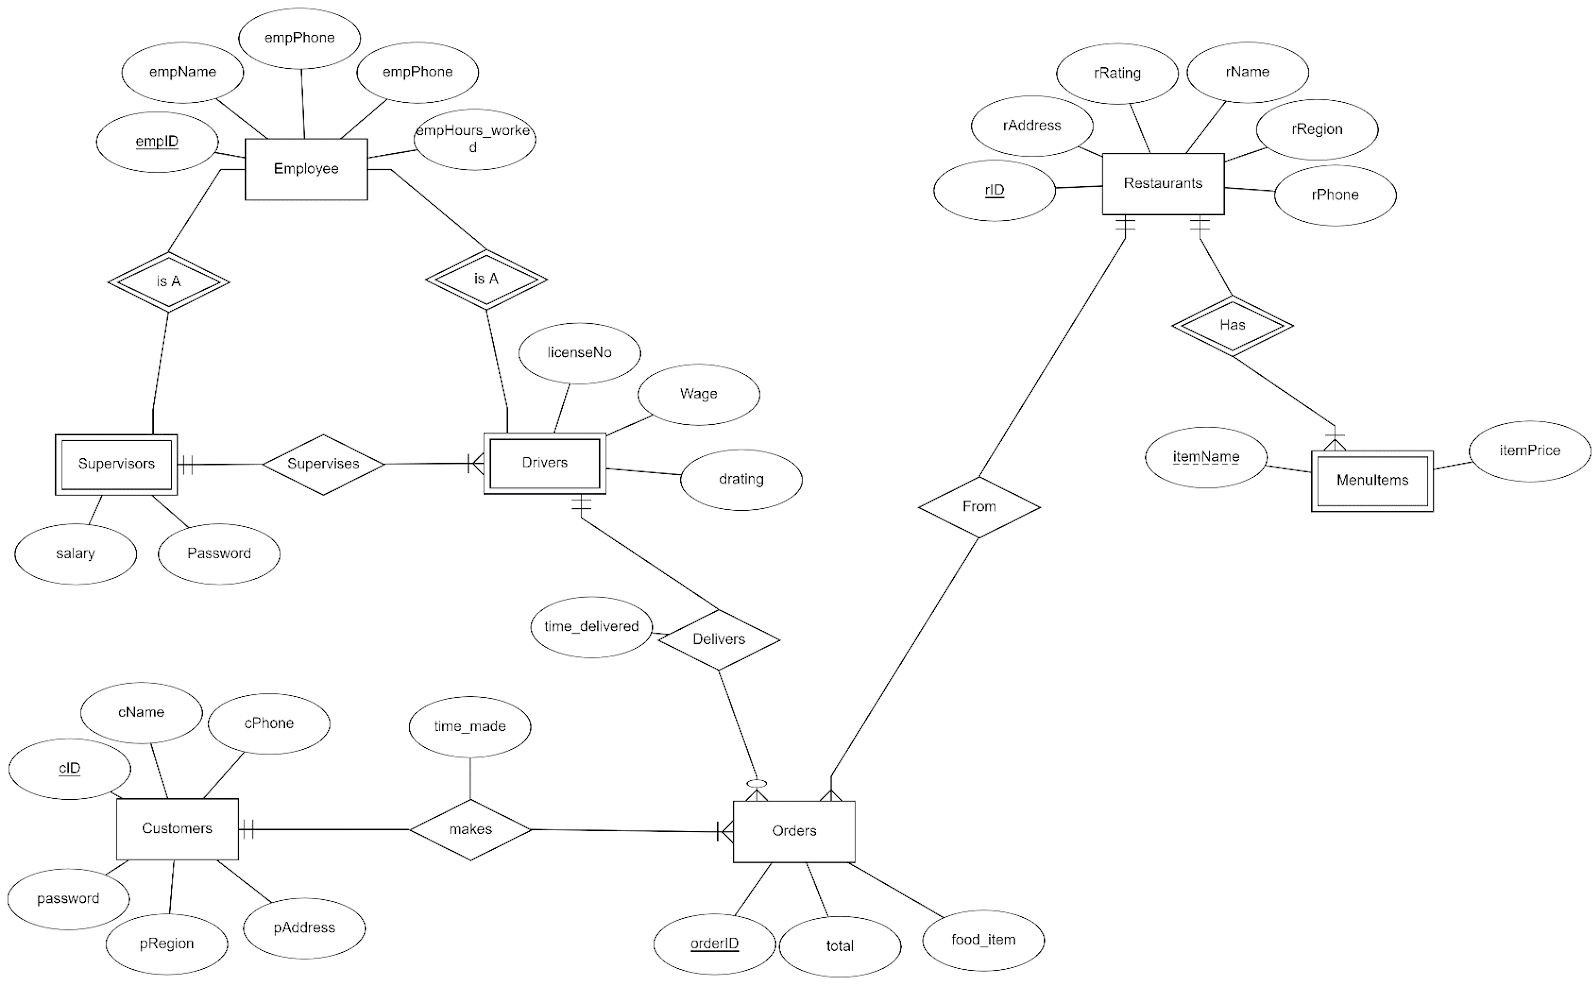 empPhone
empName
empPhone
empID
empHours_worke
d
Employee
rRating
rName
rAddress
rRegion
rID
Restaurants
rPhone
is A
is A
Has
licenseNo
Wage
Supervisors
Supervises
Drivers
drating
itemName
itemPrice
MenuItems
From
salary
Password
time_delivered
Delivers
cName
cPhone
time_made
cID
Customers
makes
Orders
password
pRegion
pAddress
orderID
total
food_item